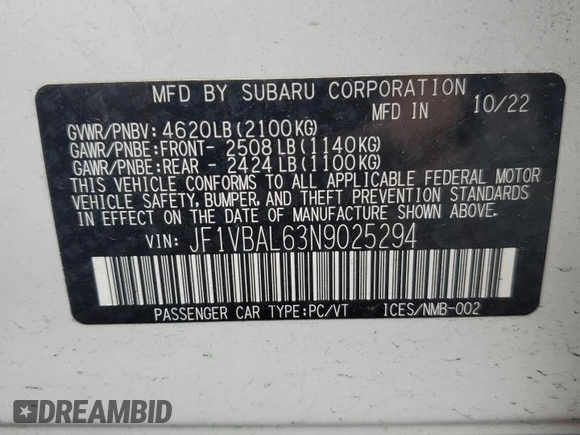 MFD BY SUBARU CORPORATION
MFD IN 10/22
GVWR/PNBV: 4620LB(2100KG)
GAWR/PNBE:FRONT- 2508LB(1140KG)
GAWR/PNBE:REAR - 2424LB(1100KG)
THIS VEHICLE CONFORMS TO ALL APPLICABLE FEDERAL MOTOR
VEHICLE SAFETY, BUMPER, AND THEFT PREVENTION STANDARDS
IN EFFECT ON THE DATE OF MANUFACTURE SHOWN ABOVE.
VIN: JF1VBAL63N9025294
PASSENGER CAR TYPE:PC/VT ICES/NMB-002
DREAMBID